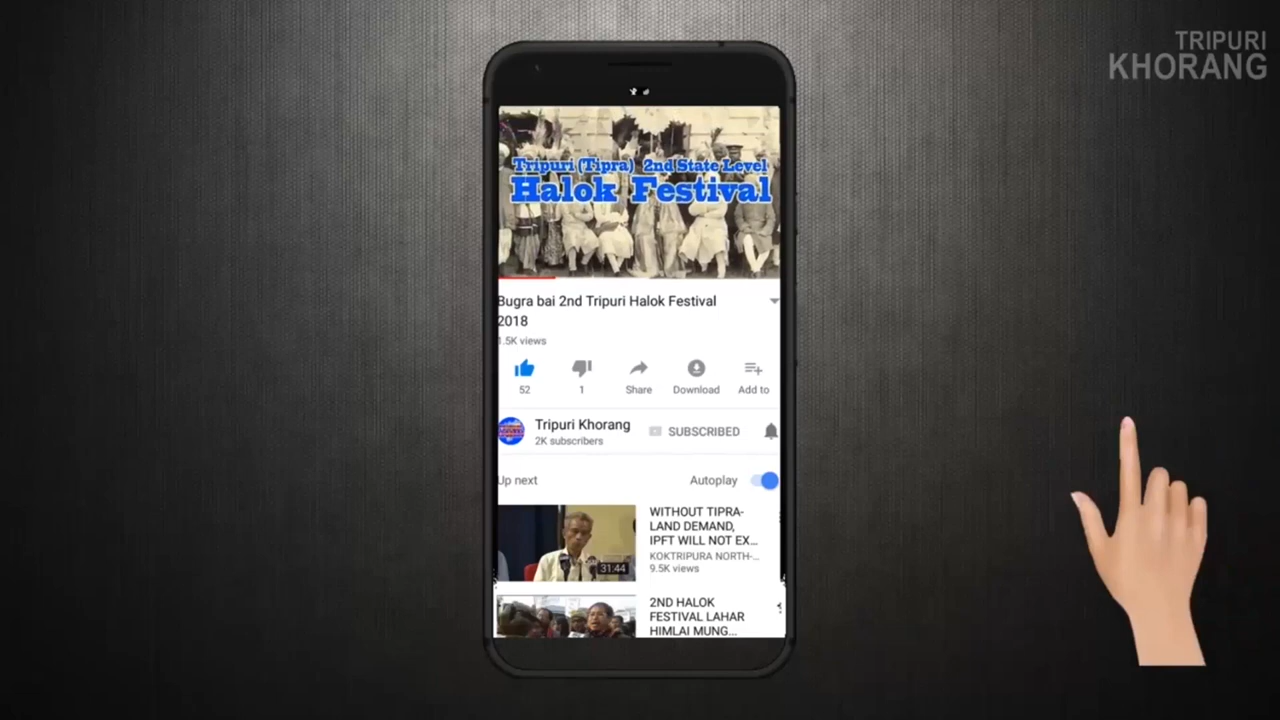 TRIPURI
KHORANG
Tripuri (Tipra) 2nd State Level
Halok Festival
Bugra bai 2nd Tripuri Halok Festival
2018
1.5K views
52
1
Share
Download
Add to
Tripuri Khorang
2K subscribers
SUBSCRIBED
Up next
Autoplay
31:44
WITHOUT TIPRA-
LAND DEMAND,
IPFT WILL NOT EX...
KOKTRIPURA NORTH-...
9.5K views
2ND HALOK
FESTIVAL LAHAR
HIMLAI MUNG...